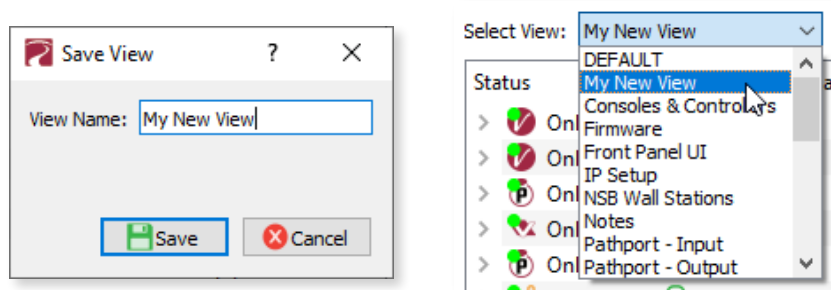 Save View ?
View Name: My New View
Save Cancel
Select View: My New View
DEFAULT
Status My New View
Consoles & Controllers
Firmware
Front Panel UI
IP Setup
NSB Wall Stations
Notes
Pathport - Input
Pathport - Output